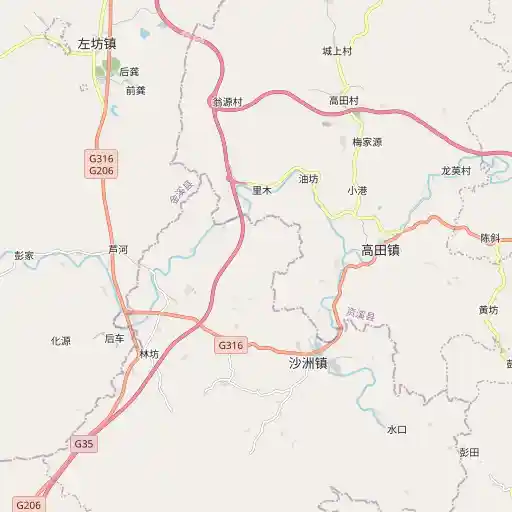 左坊镇
城上村
后龚
前龚
翁源村
高田村
梅家源
G316
G206
龙英村
油坊
里木
小港
金溪县
陈斜
高田镇
芦河
彭家
黄坊
资溪县
后车
化源
林坊
G316
沙洲镇
水口
彭田
G35
G206